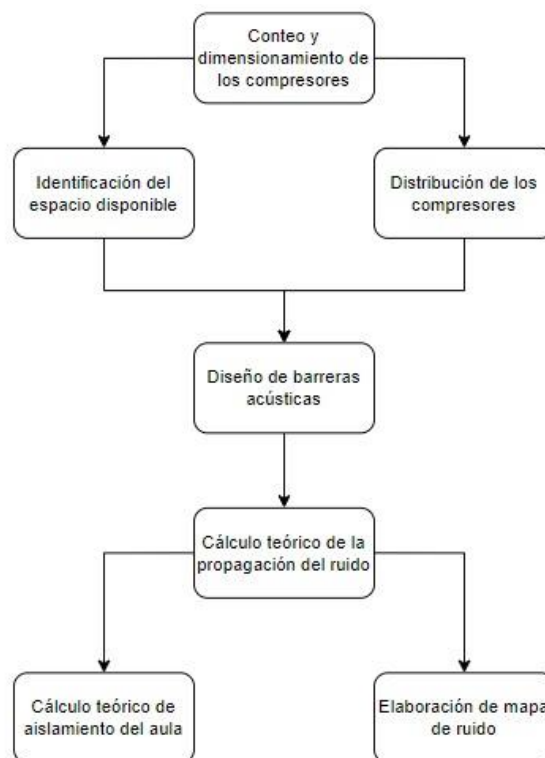 Conteo y
dimensionamiento de
los compresores
Identificación del
espacio disponible
Distribución de los
compresores
Diseño de barreras
acústicas
Cálculo teórico de la
propagación del ruido
Cálculo teórico de
aislamiento del aula
Elaboración de mapa
de ruido